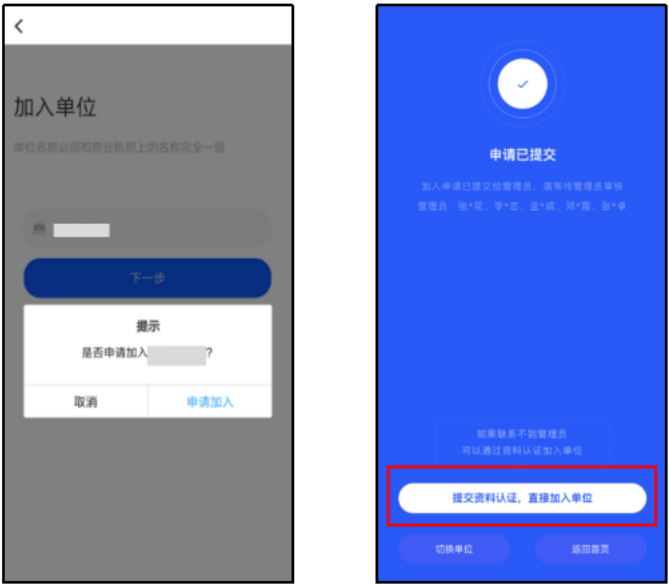 加入单位
单位名称必须和营业执照上的名称完全一致
下一步
提示
是否申请加入 ?
取消
申请加入
申请已提交
加入申请已提交给管理员,请等待管理员审核
管理员:张*花、李*志、金*成、邓*霞、张*卓
如果联系不到管理员
可以通过资料认证加入单位
提交资料认证,直接加入单位
切换单位
返回首页